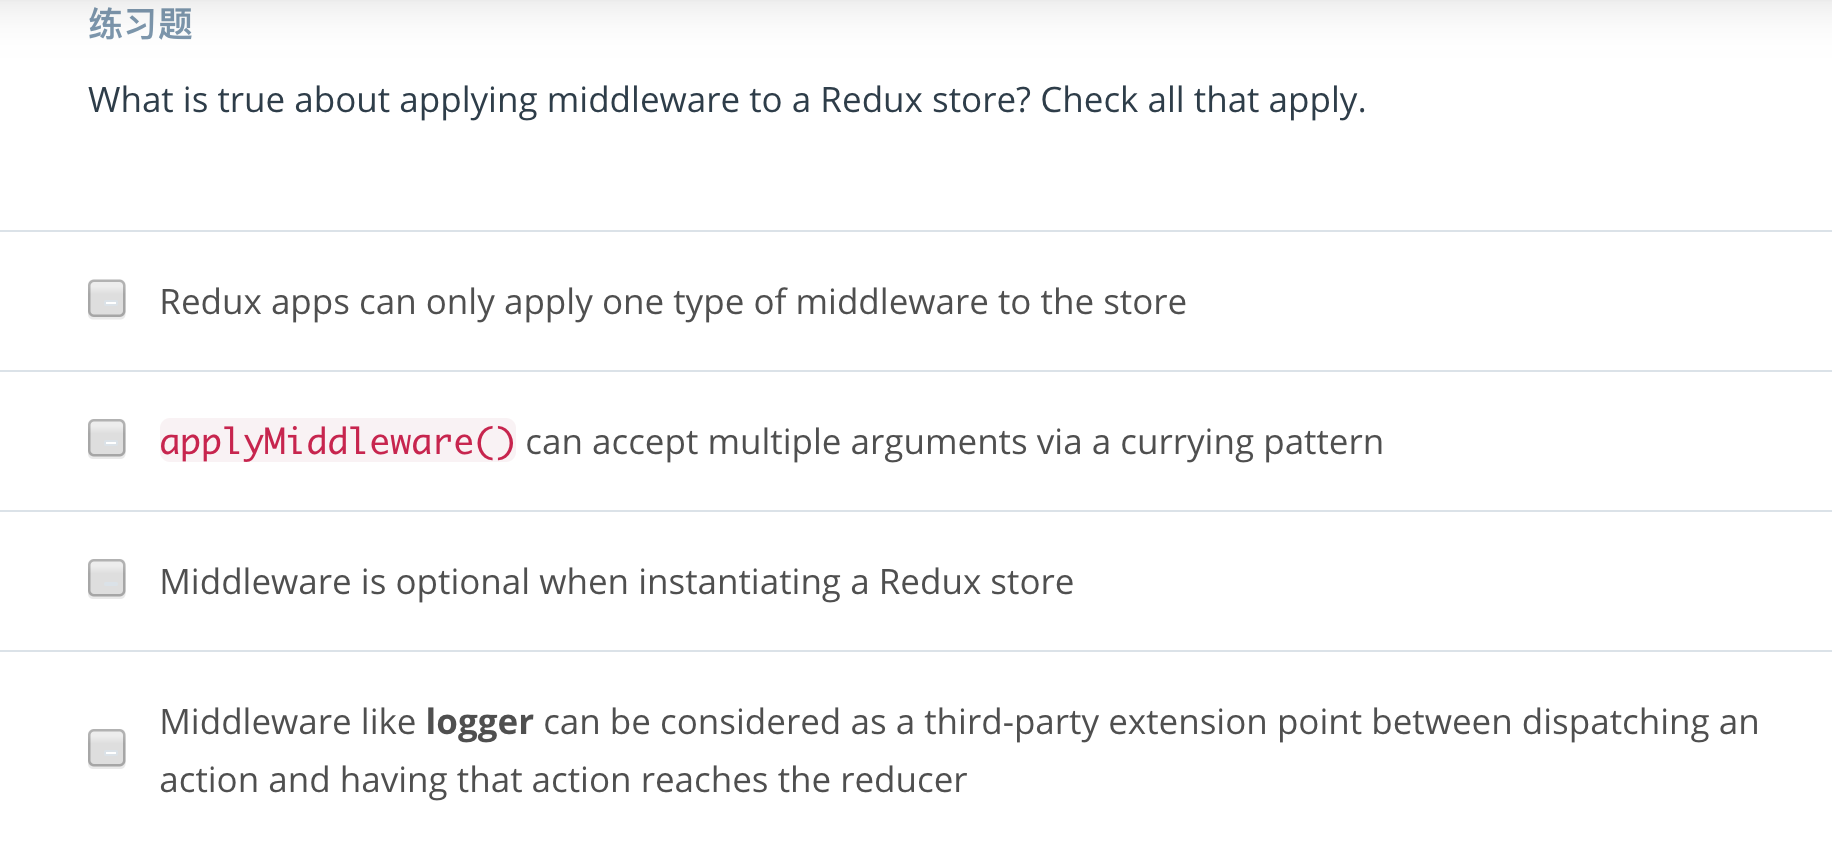 练习题
What is true about applying middleware to a Redux store? Check all that apply.
Redux apps can only apply one type of middleware to the store
applyMiddleware() can accept multiple arguments via a currying pattern
Middleware is optional when instantiating a Redux store
Middleware like logger can be considered as a third-party extension point between dispatching an
action and having that action reaches the reducer